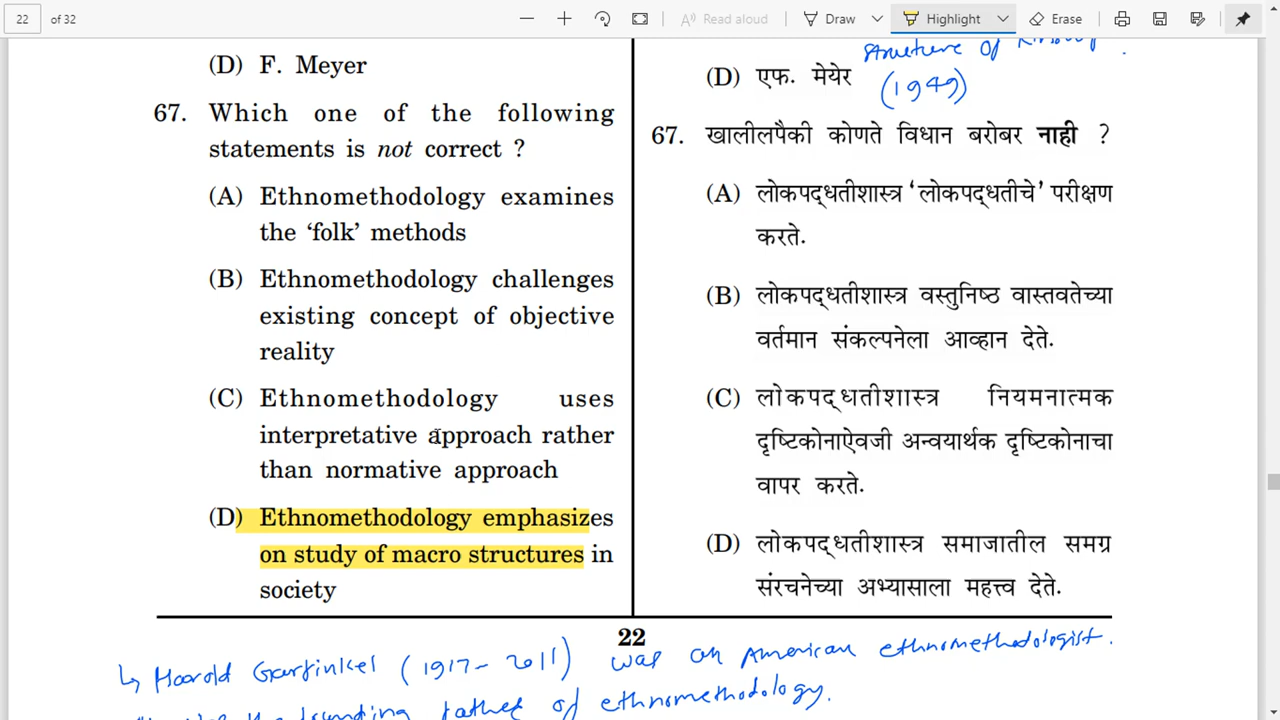 22 of 32
Read aloud
Draw
Highlight
Erase
(D) F. Meyer
67. Which one of the following
statements is not correct ?
(A) Ethnomethodology examines
the ‘folk’ methods
(B) Ethnomethodology challenges
existing concept of objective
reality
(C) Ethnomethodology uses
interpretative approach rather
than normative approach
(D) Ethnomethodology emphasizes
on study of macro structures in
society
structure of
(D) एफ. मेयेर (1949)
67. खालीलपैकी कोणते विधान बरोबर नाही ?
(A) लोकपद्धतीशास्त्र ‘लोकपद्धतीचे’ परीक्षण
करते.
(B) लोकपद्धतीशास्त्र वस्तुनिष्ठ वास्तवतेच्या
वर्तमान संकल्पनेला आव्हान देते.
(C) लोकपद्धतीशास्त्र नियमनात्मक
दृष्टिकोनाऐवजी अन्वयार्थक दृष्टिकोनाचा
वापर करते.
(D) लोकपद्धतीशास्त्र समाजातील समग्र
संरचनेच्या अभ्यासाला महत्त्व देते.
22
↳ Harold Garfinkel (1917-2011) was an American ethnomethodologist.
founding father of ethnomethodology.